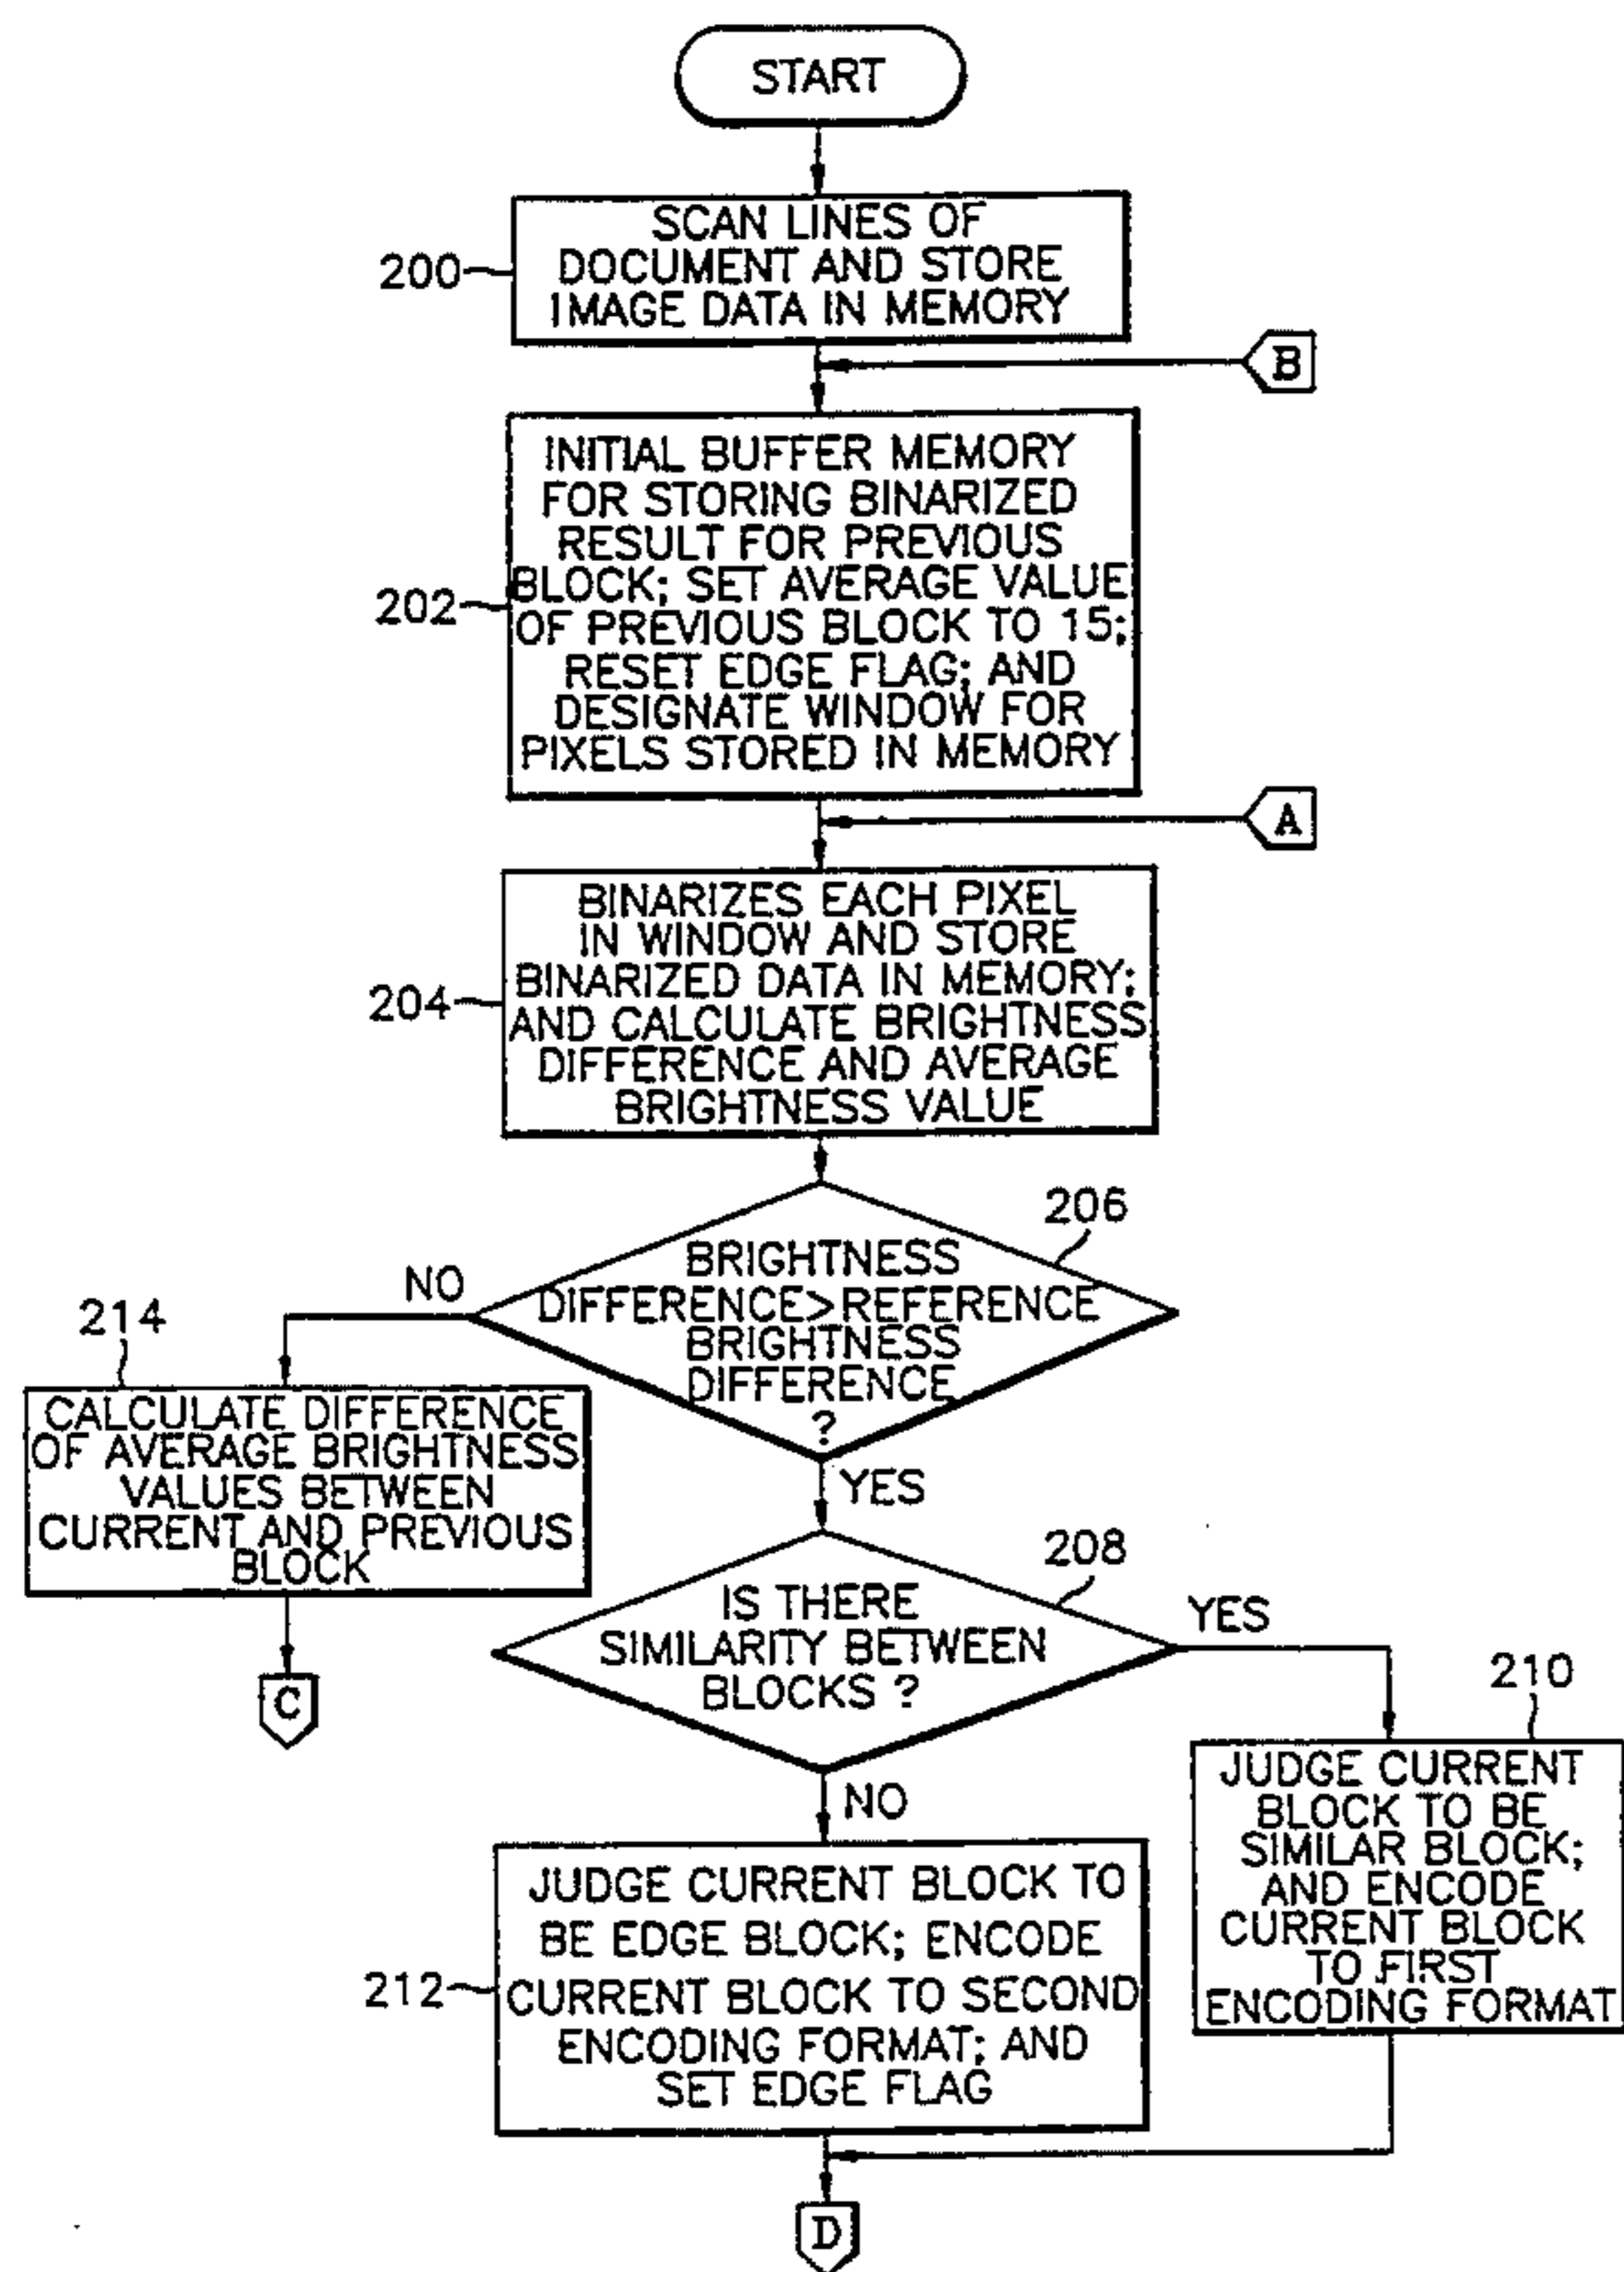 START
SCAN LINES OF
DOCUMENT AND STORE
IMAGE DATA IN MEMORY
200
B
INITIAL BUFFER MEMORY
FOR STORING BINARIZED
RESULT FOR PREVIOUS
BLOCK; SET AVERAGE VALUE
OF PREVIOUS BLOCK TO 15;
RESET EDGE FLAG; AND
DESIGNATE WINDOW FOR
PIXELS STORED IN MEMORY
202
A
BINARIZES EACH PIXEL
IN WINDOW AND STORE
BINARIZED DATA IN MEMORY;
AND CALCULATE BRIGHTNESS
DIFFERENCE AND AVERAGE
BRIGHTNESS VALUE
204
206
BRIGHTNESS
DIFFERENCE>REFERENCE
BRIGHTNESS
DIFFERENCE
?
NO
214
CALCULATE DIFFERENCE
OF AVERAGE BRIGHTNESS
VALUES BETWEEN
CURRENT AND PREVIOUS
BLOCK
C
YES
208
IS THERE
SIMILARITY BETWEEN
BLOCKS ?
YES
210
JUDGE CURRENT
BLOCK TO BE
SIMILAR BLOCK;
AND ENCODE
CURRENT BLOCK
TO FIRST
ENCODING FORMAT
NO
JUDGE CURRENT BLOCK TO
BE EDGE BLOCK; ENCODE
CURRENT BLOCK TO SECOND
ENCODING FORMAT; AND
SET EDGE FLAG
212
D